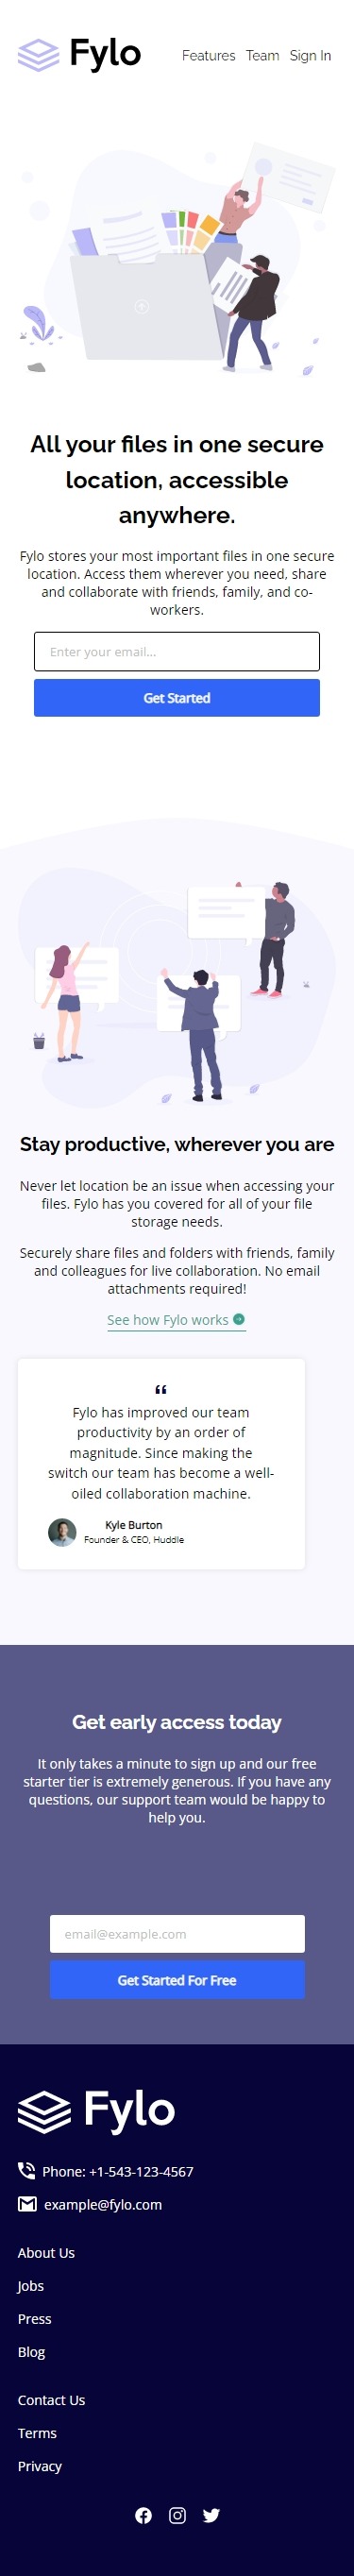 Fylo
Features Team Sign In
All your files in one secure
location, accessible
anywhere.
Fylo stores your most important files in one secure
location. Access them wherever you need, share
and collaborate with friends, family, and co-
workers.
Enter your email...
Get Started
Stay productive, wherever you are
Never let location be an issue when accessing your
files. Fylo has you covered for all of your file
storage needs.
Securely share files and folders with friends, family
and colleagues for live collaboration. No email
attachments required!
See how Fylo works
“
Fylo has improved our team
productivity by an order of
magnitude. Since making the
switch our team has become a well-
oiled collaboration machine.
Kyle Burton
Founder & CEO, Huddle
Get early access today
It only takes a minute to sign up and our free
starter tier is extremely generous. If you have any
questions, our support team would be happy to
help you.
email@example.com
Get Started For Free
Fylo
Phone: +1-543-123-4567
example@fylo.com
About Us
Jobs
Press
Blog
Contact Us
Terms
Privacy